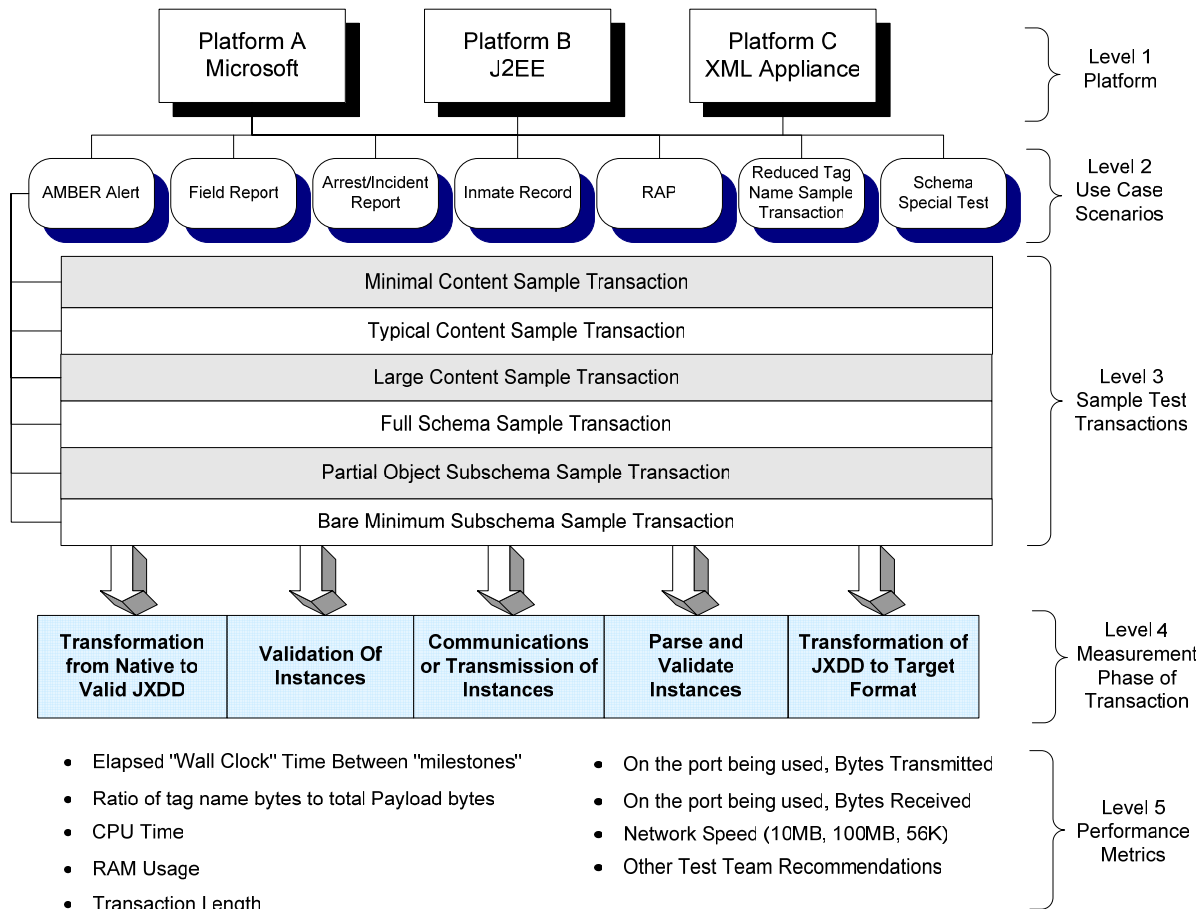 Platform A
Microsoft
Platform B
J2EE
Platform C
XML Appliance
Level 1
Platform
AMBER Alert
Field Report
Arrest/Incident
Report
Inmate Record
RAP
Reduced Tag
Name Sample
Transaction
Schema
Special Test
Level 2
Use Case
Scenarios
Minimal Content Sample Transaction
Typical Content Sample Transaction
Large Content Sample Transaction
Full Schema Sample Transaction
Partial Object Subschema Sample Transaction
Bare Minimum Subschema Sample Transaction
Level 3
Sample Test
Transactions
Transformation
from Native to
Valid JXDD
Validation Of
Instances
Communications
or Transmission of
Instances
Parse and
Validate
Instances
Transformation of
JXDD to Target
Format
Level 4
Measurement
Phase of
Transaction
• Elapsed "Wall Clock" Time Between "milestones"
• Ratio of tag name bytes to total Payload bytes
• CPU Time
• RAM Usage
• Transaction Length
• On the port being used, Bytes Transmitted
• On the port being used, Bytes Received
• Network Speed (10MB, 100MB, 56K)
• Other Test Team Recommendations
Level 5
Performance
Metrics